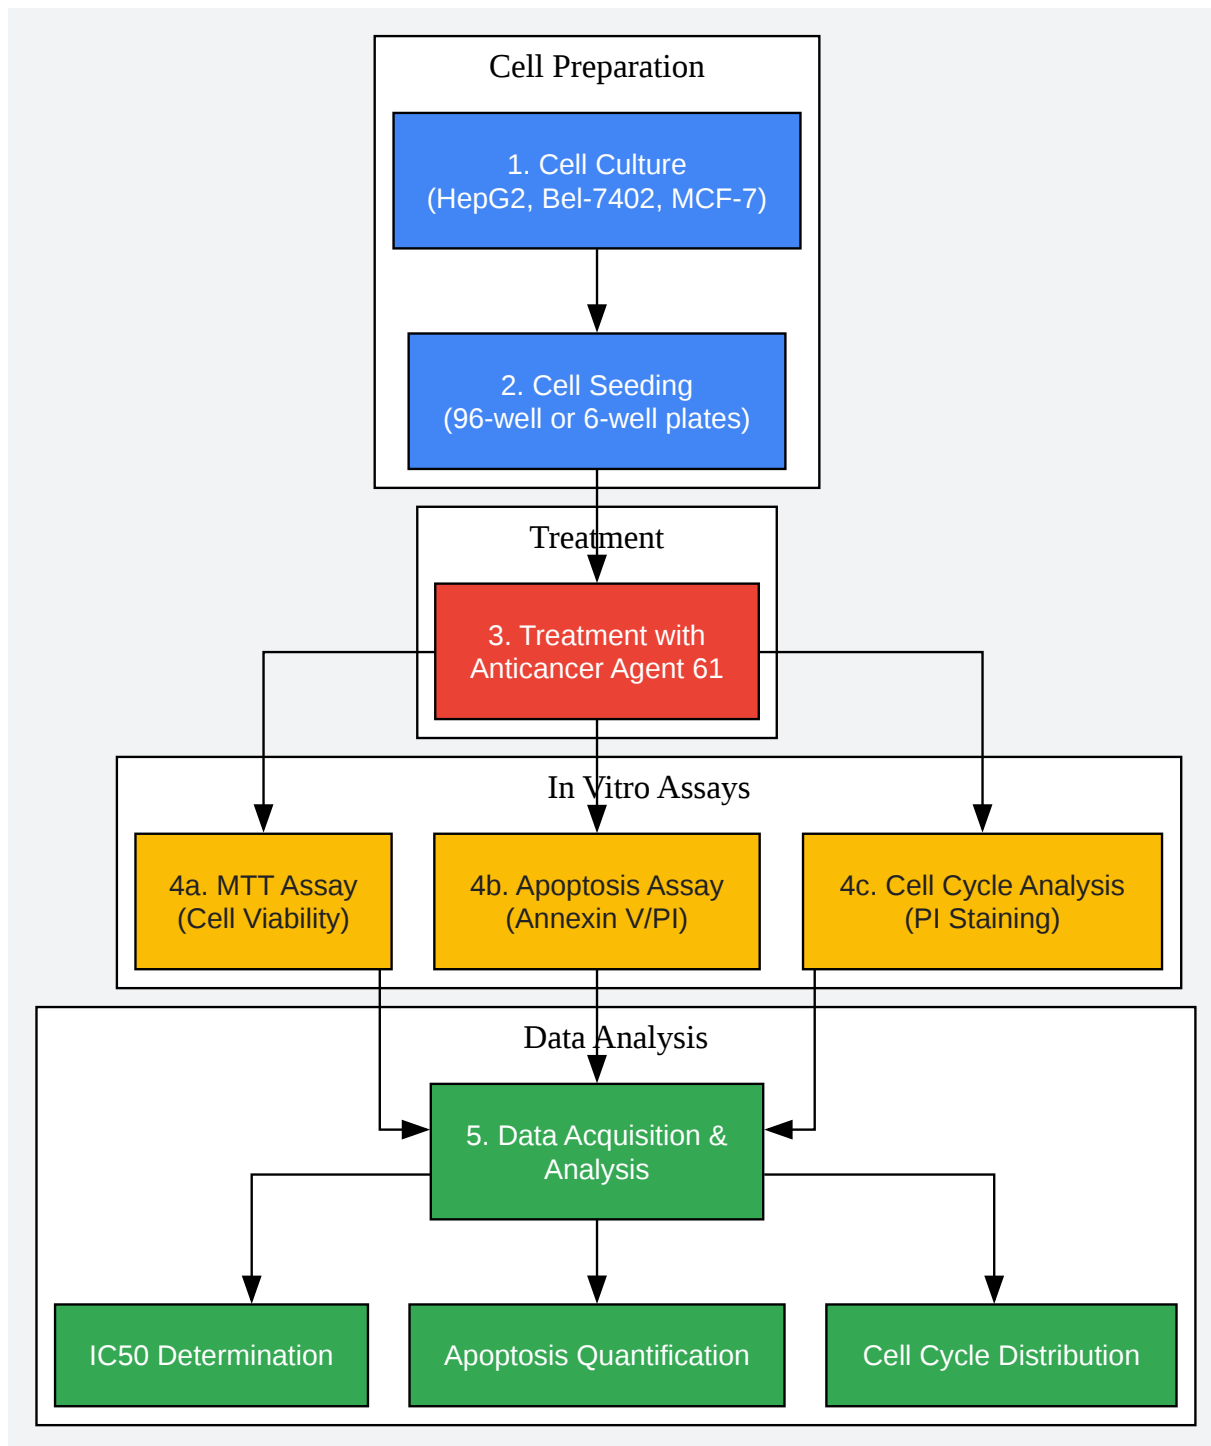 Cell Preparation
1. Cell Culture
(HepG2, Bel-7402, MCF-7)
2. Cell Seeding
(96-well or 6-well plates)
Treatment
3. Treatment with
Anticancer Agent 61
In Vitro Assays
4a. MTT Assay
(Cell Viability)
4b. Apoptosis Assay
(Annexin V/PI)
4c. Cell Cycle Analysis
(PI Staining)
Data Analysis
5. Data Acquisition &
Analysis
IC50 Determination
Apoptosis Quantification
Cell Cycle Distribution